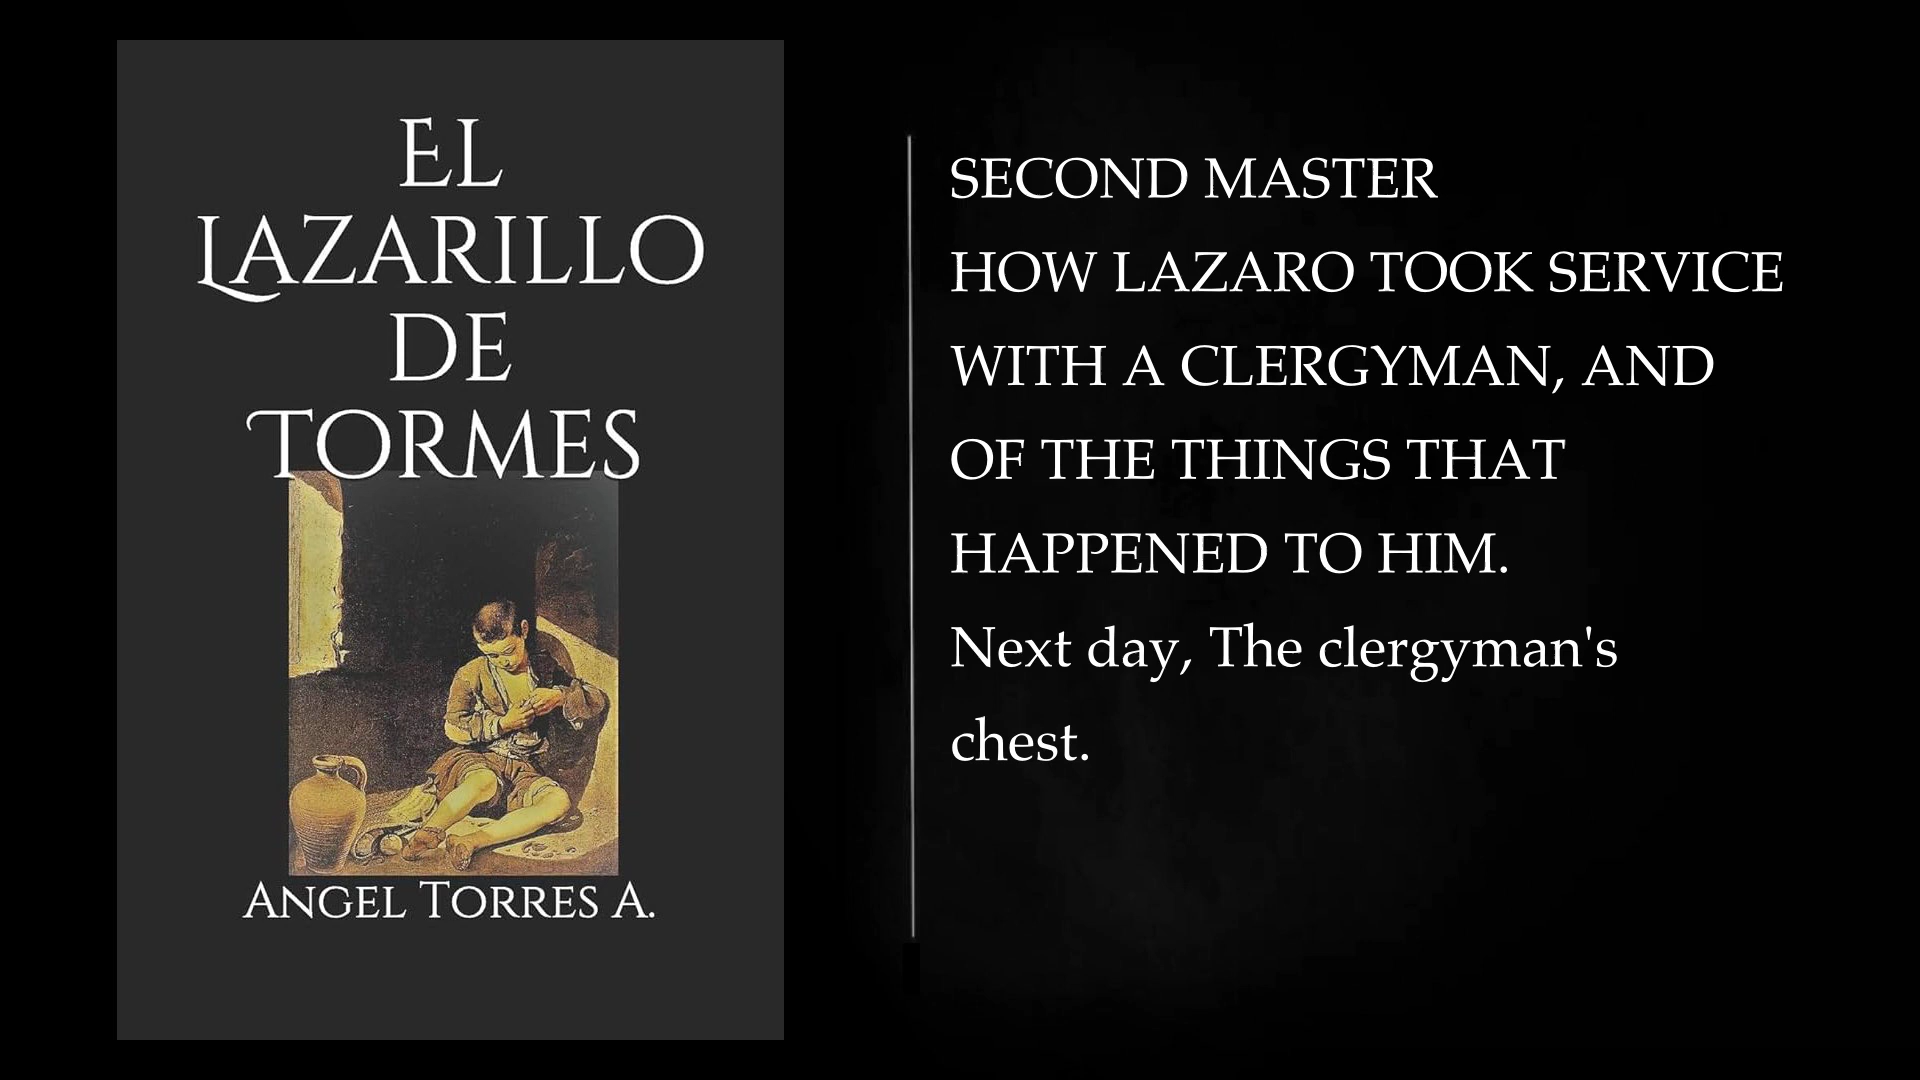 EL
LAZARILLO
DE
TORMES
ANGEL TORRES A.
SECOND MASTER
HOW LAZARO TOOK SERVICE
WITH A CLERGYMAN, AND
OF THE THINGS THAT
HAPPENED TO HIM.
Next day, The clergyman's
chest.